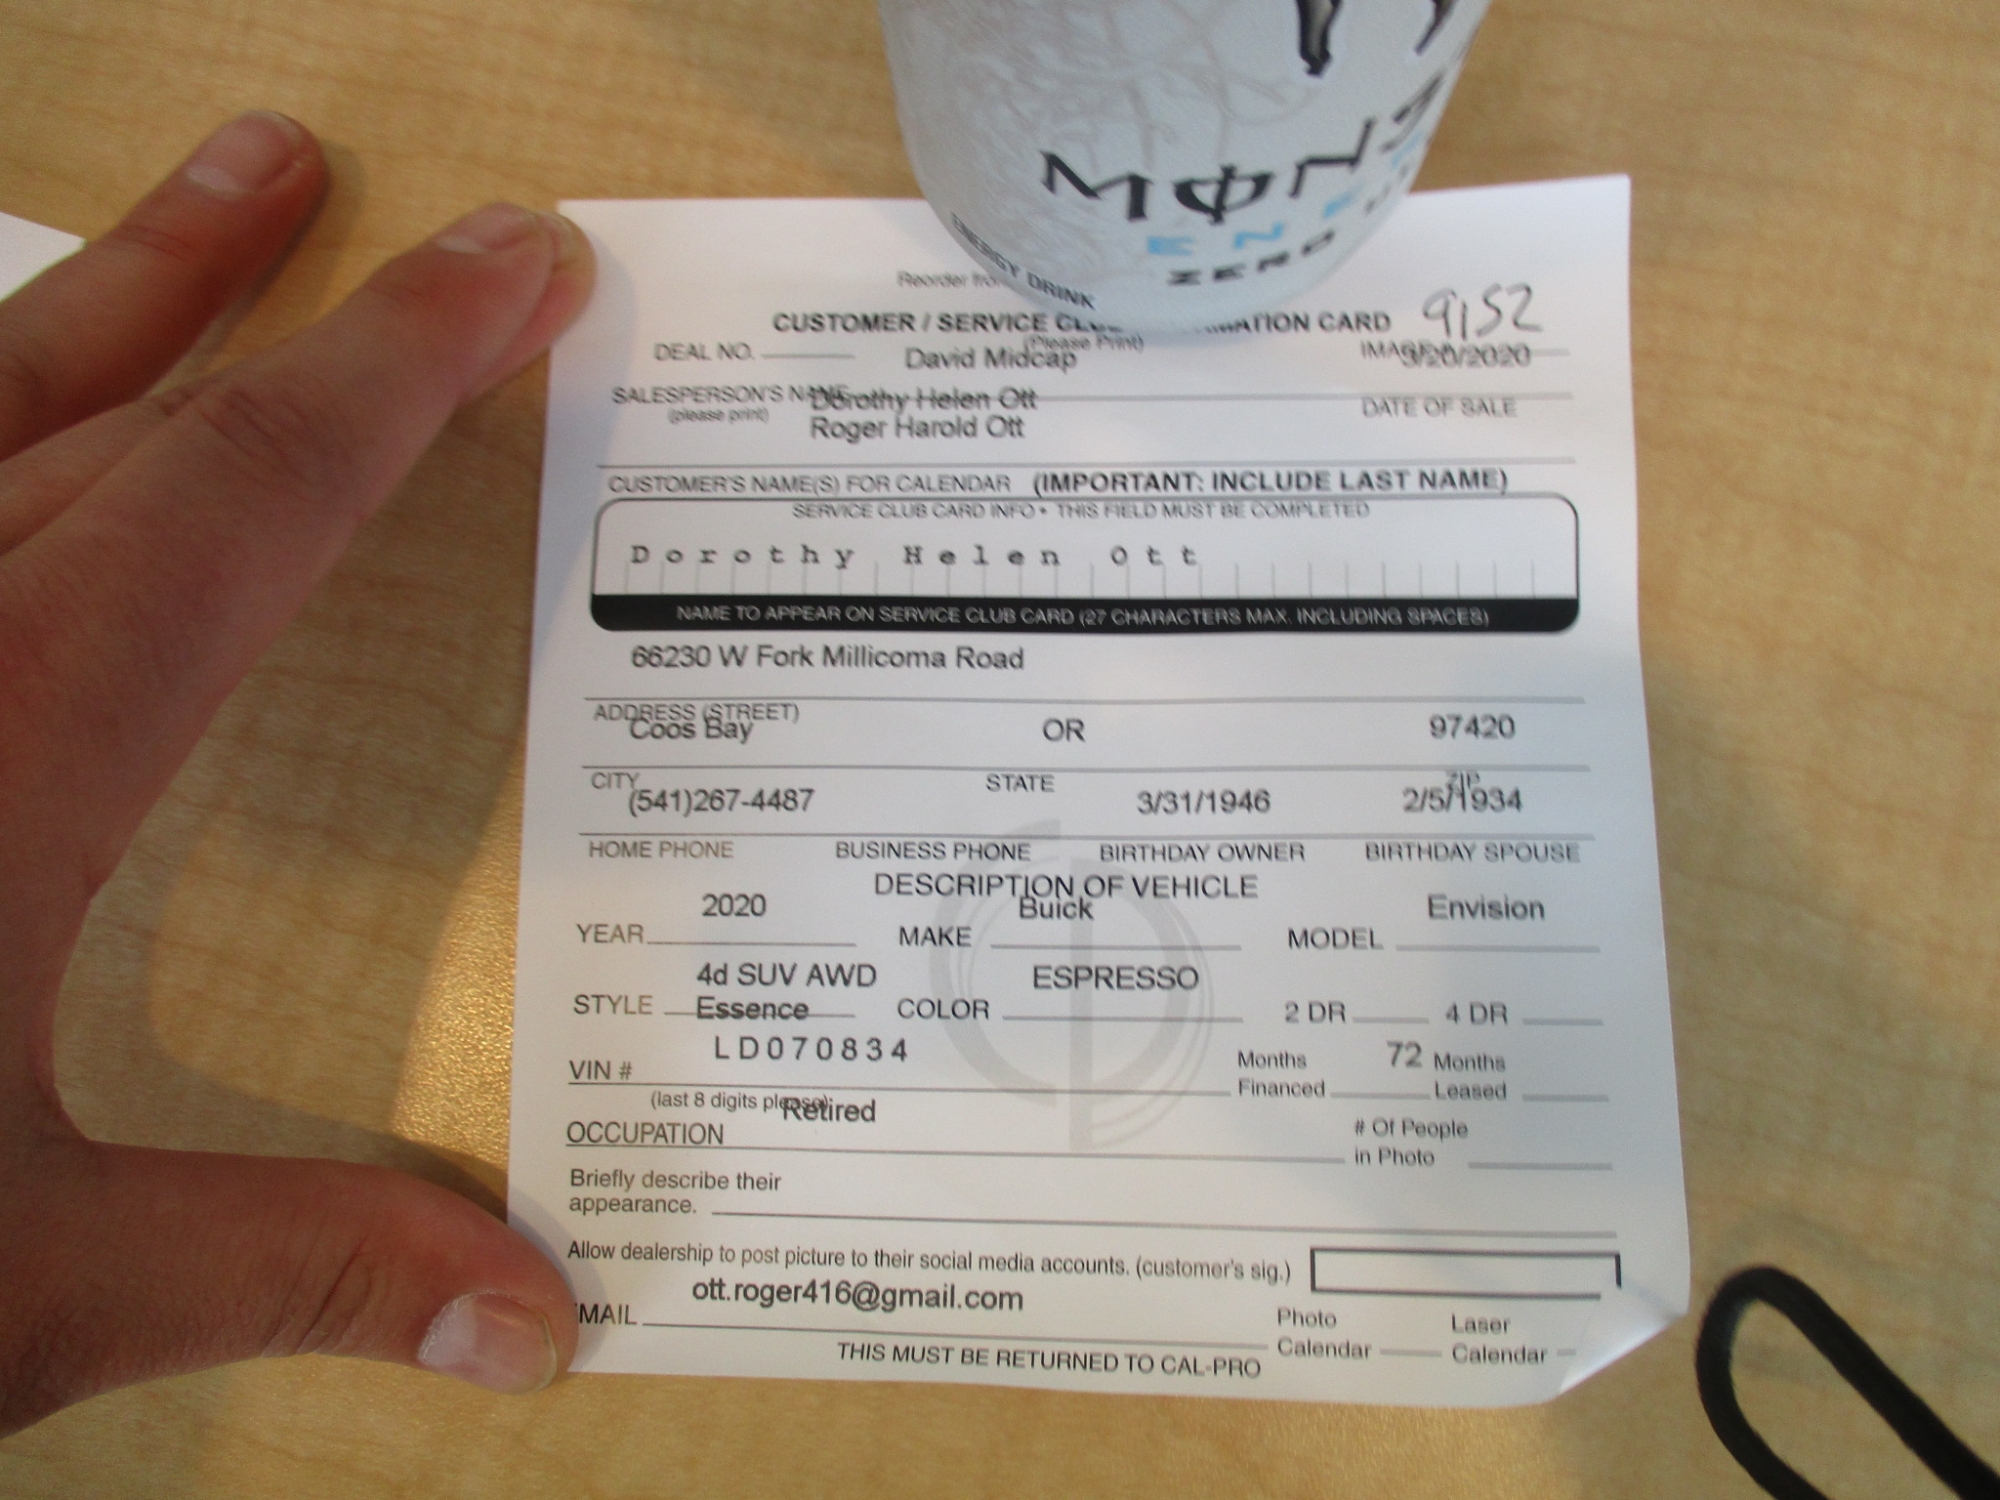 MONS
ENE
ZERO
ENERGY DRINK
Reorder from
CUSTOMER / SERVICE CARD 9152
(Please Print)
DEAL NO. David Midcap 3/20/2020
SALESPERSON'S NAME Dorothy Helen Ott
(please print) Roger Harold Ott DATE OF SALE
CUSTOMER'S NAME(S) FOR CALENDAR (IMPORTANT: INCLUDE LAST NAME)
SERVICE CLUB CARD INFO • THIS FIELD MUST BE COMPLETED
Dorothy Helen Ott
NAME TO APPEAR ON SERVICE CLUB CARD (27 CHARACTERS MAX. INCLUDING SPACES)
66230 W Fork Millicoma Road
ADDRESS (STREET)
Coos Bay OR 97420
CITY STATE ZIP
(541)267-4487 3/31/1946 2/5/1934
HOME PHONE BUSINESS PHONE BIRTHDAY OWNER BIRTHDAY SPOUSE
DESCRIPTION OF VEHICLE
2020 Buick Envision
YEAR MAKE MODEL
4d SUV AWD ESPRESSO
STYLE Essence COLOR 2 DR 4 DR
LD070834 Months 72 Months
VIN # Financed Leased
(last 8 digits please) Retired
OCCUPATION # Of People
in Photo
Briefly describe their
appearance.
Allow dealership to post picture to their social media accounts. (customer's sig.)
ott.roger416@gmail.com
MAIL Photo Laser
Calendar Calendar
THIS MUST BE RETURNED TO CAL-PRO